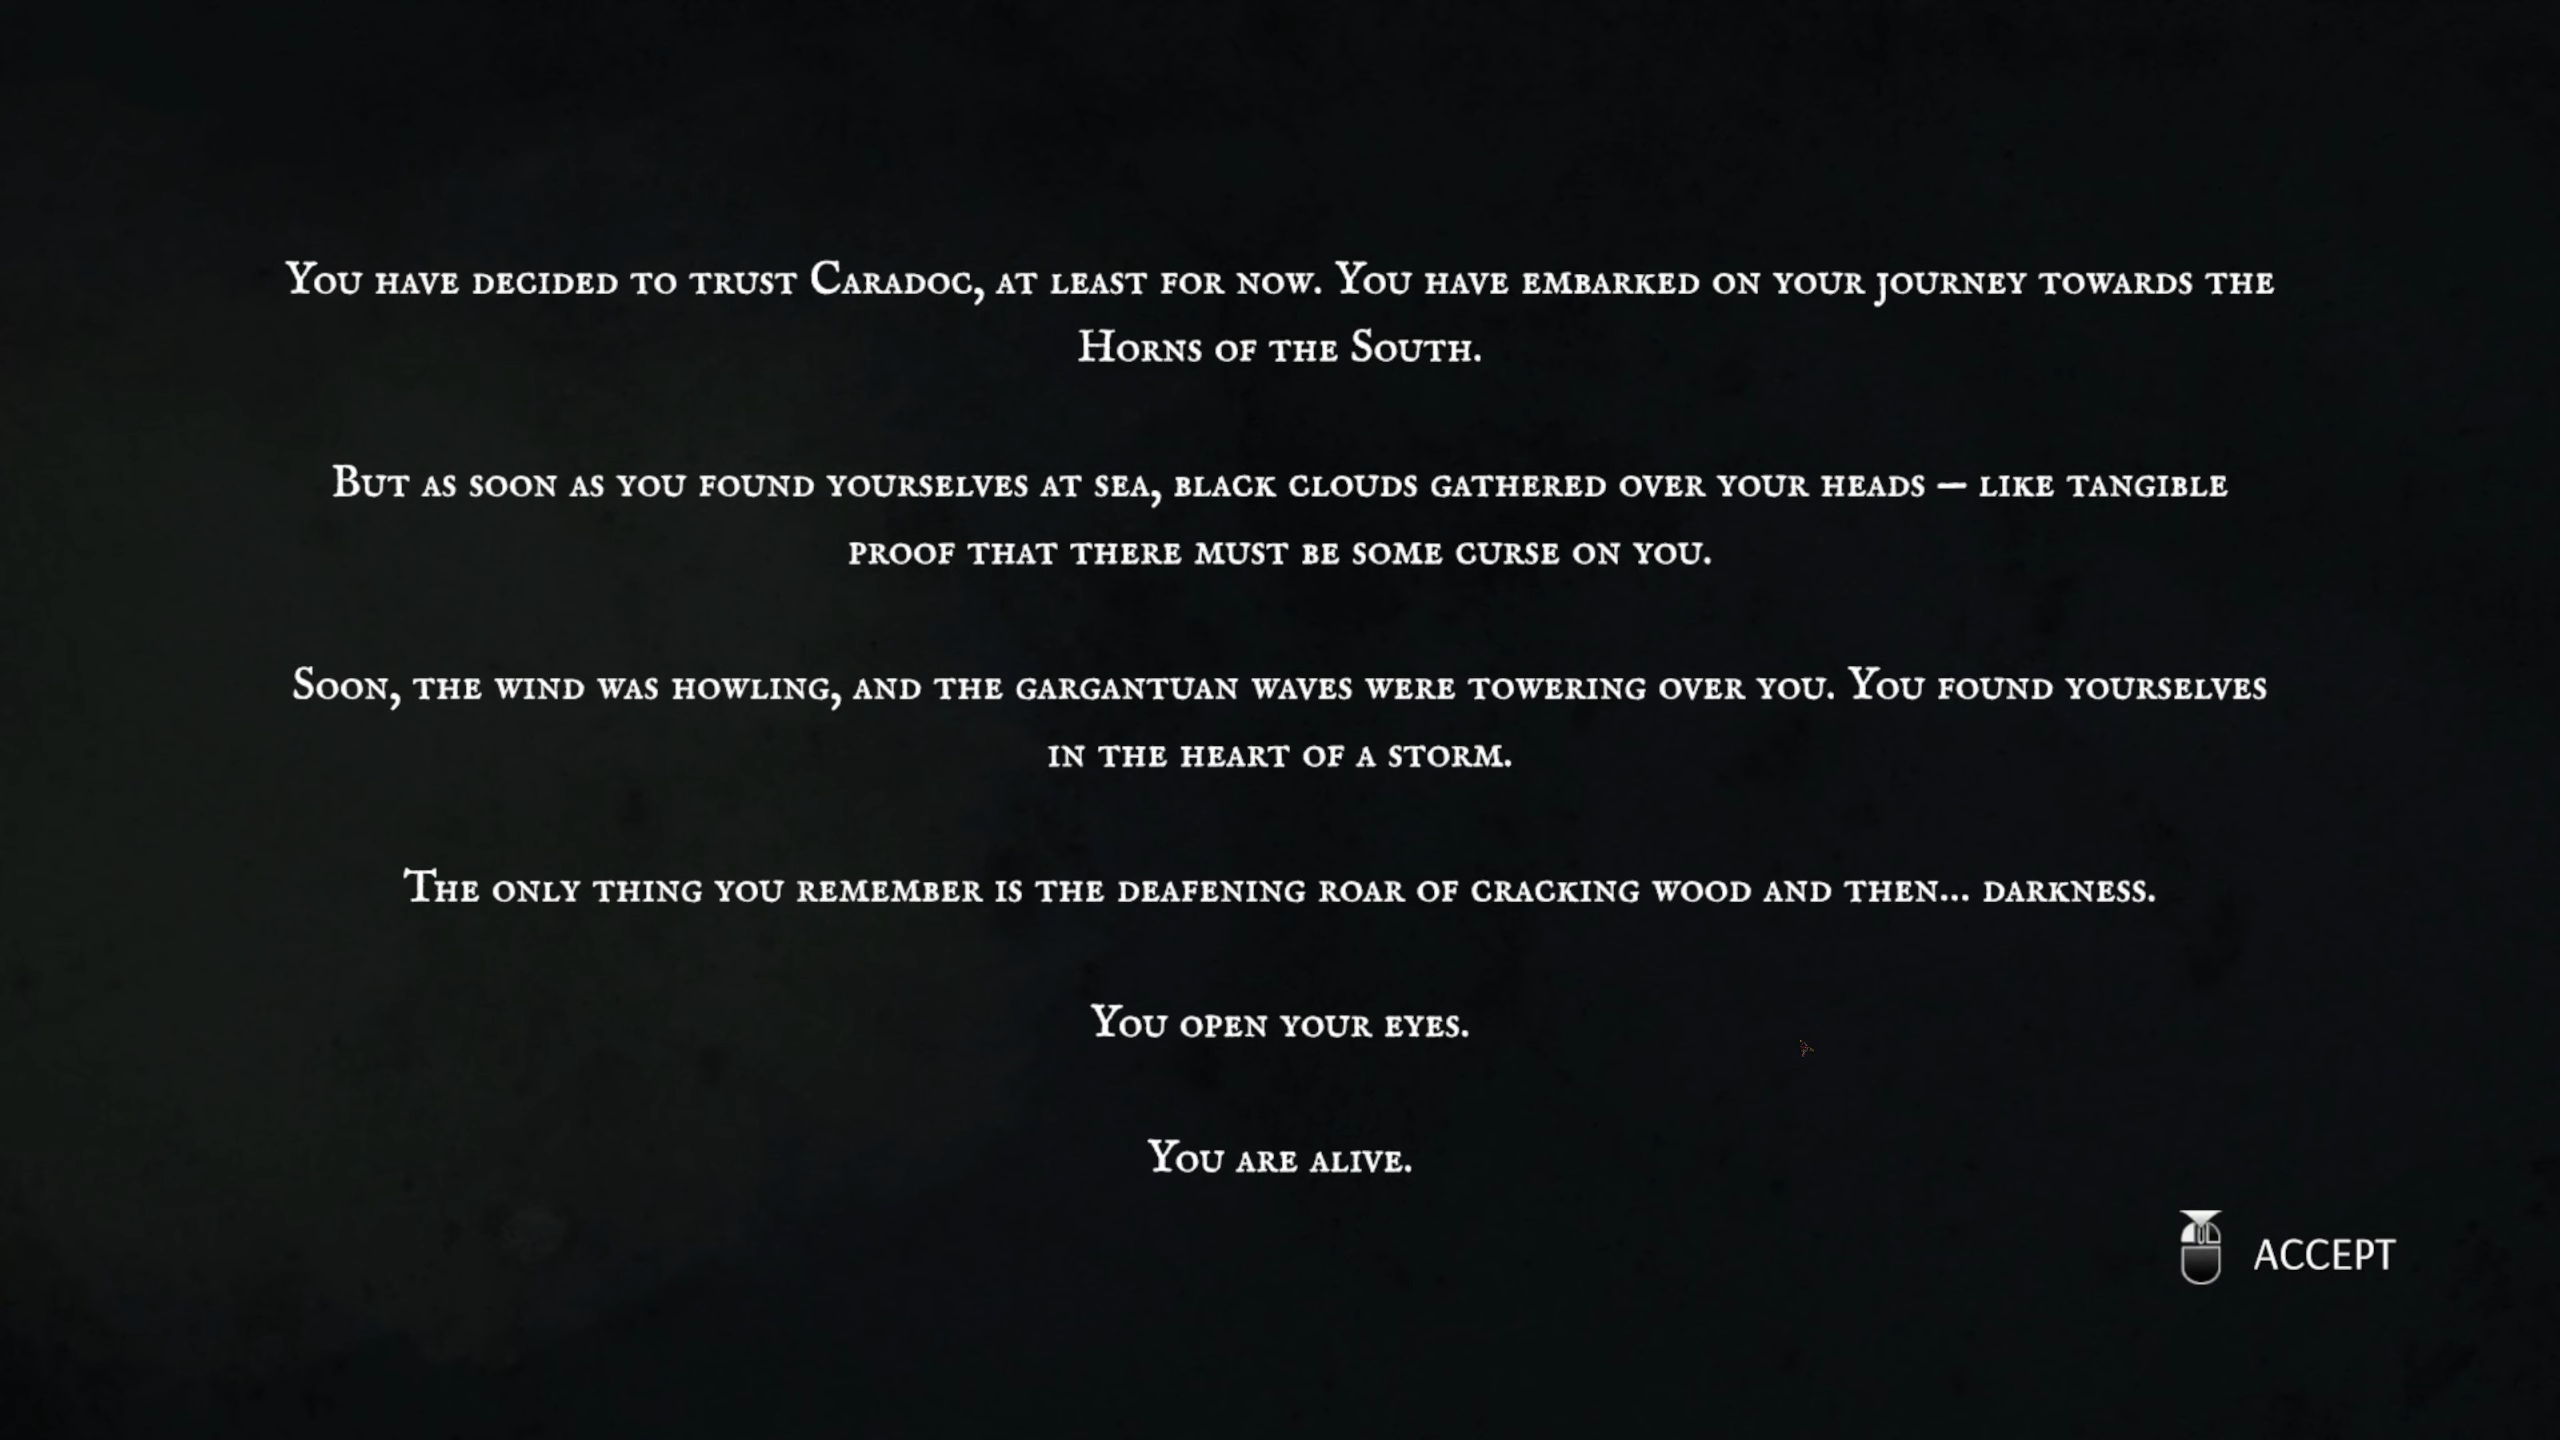 You have decided to trust Caradoc, at least for now. You have embarked on your journey towards the
Horns of the South.
But as soon as you found yourselves at sea, black clouds gathered over your heads – like tangible
proof that there must be some curse on you.
Soon, the wind was howling, and the gargantuan waves were towering over you. You found yourselves
in the heart of a storm.
The only thing you remember is the deafening roar of cracking wood and then... darkness.
You open your eyes.
You are alive.
ACCEPT